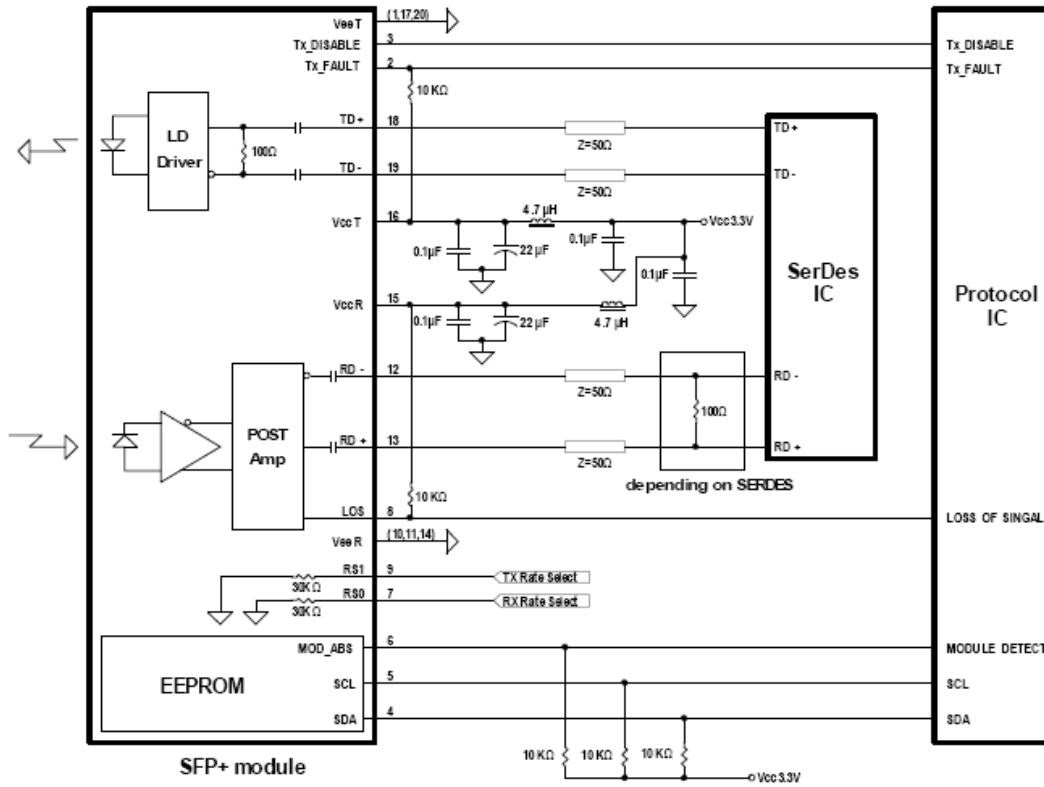 VeeT
(1,17,20)
Tx_DISABLE
3
Tx_DISABLE
Tx_FAULT
2
Tx_FAULT
10 KΩ
LD
Driver
100Ω
TD+
18
Z=50Ω
TD+
TD-
19
Z=50Ω
TD-
VccT
16
4.7 µH
Vcc3.3V
0.1µF
22 µF
0.1µF
0.1µF
SerDes
IC
Protocol
IC
VccR
15
0.1µF
22 µF
4.7 µH
RD -
12
Z=50Ω
RD -
100Ω
POST
Amp
RD +
13
Z=50Ω
RD +
depending on SERDES
10 KΩ
LOS
8
LOSS OF SINGAL
VeeR
(10,11,14)
RS1
9
TX Rate Select
30KΩ
RS0
7
RX Rate Select
30KΩ
MOD_ABS
6
MODULE DETECT
EEPROM
SCL
5
SCL
SDA
4
SDA
10 KΩ
10 KΩ
10 KΩ
Vcc3.3V
SFP+ module